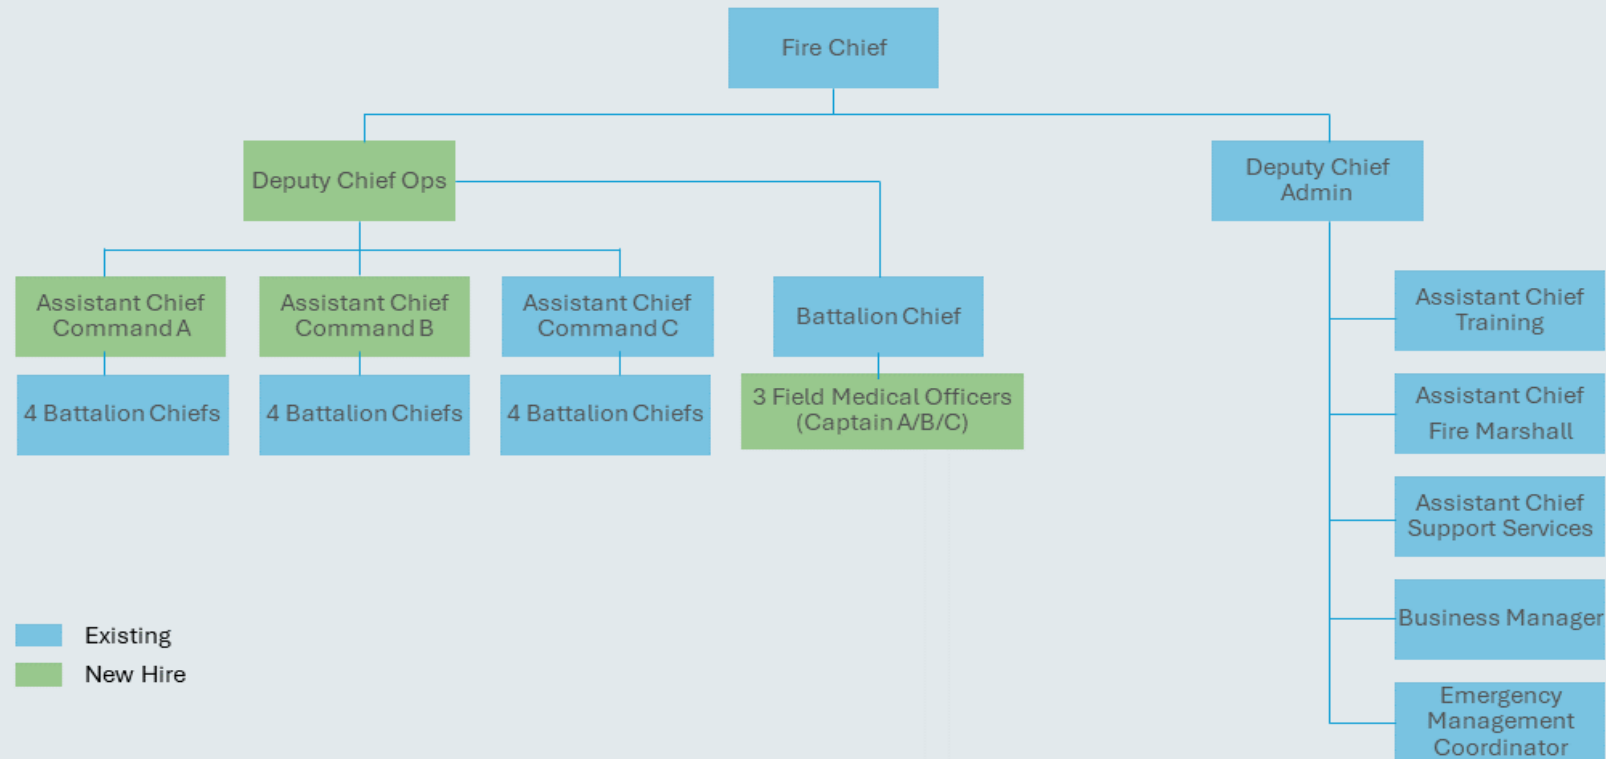 Fire Chief
Deputy Chief Ops
Deputy Chief
Admin
Assistant Chief
Command A
Assistant Chief
Command B
Assistant Chief
Command C
Battalion Chief
4 Battalion Chiefs
4 Battalion Chiefs
4 Battalion Chiefs
3 Field Medical Officers
(Captain A/B/C)
Assistant Chief
Training
Assistant Chief
Fire Marshall
Assistant Chief
Support Services
Business Manager
Emergency
Management
Coordinator
Existing
New Hire